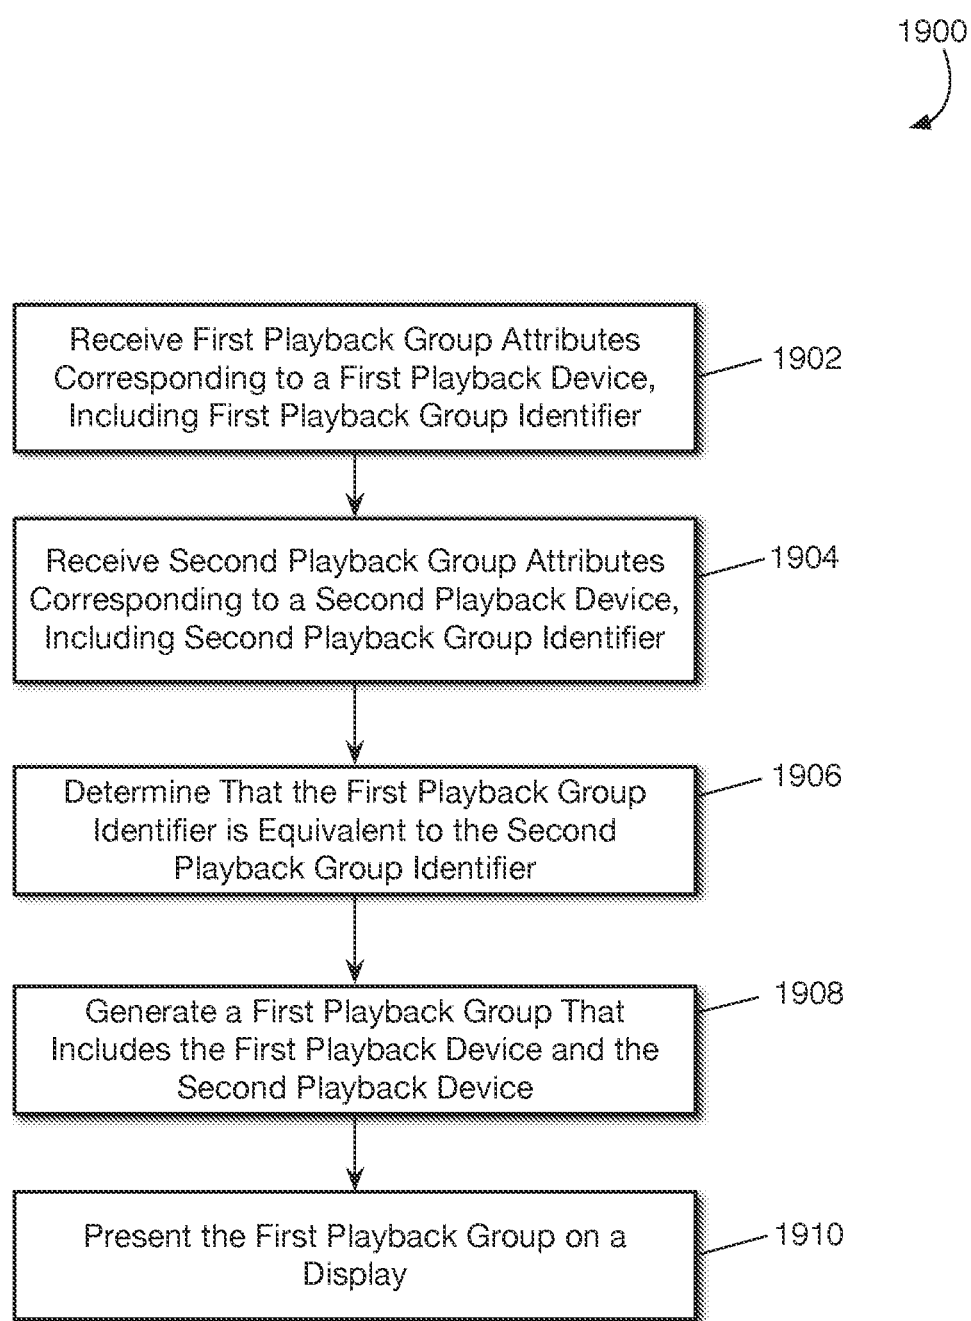 1900
Receive First Playback Group Attributes
Corresponding to a First Playback Device,
Including First Playback Group Identifier
1902
Receive Second Playback Group Attributes
Corresponding to a Second Playback Device,
Including Second Playback Group Identifier
1904
Determine That the First Playback Group
Identifier is Equivalent to the Second
Playback Group Identifier
1906
Generate a First Playback Group That
Includes the First Playback Device and the
Second Playback Device
1908
Present the First Playback Group on a
Display
1910